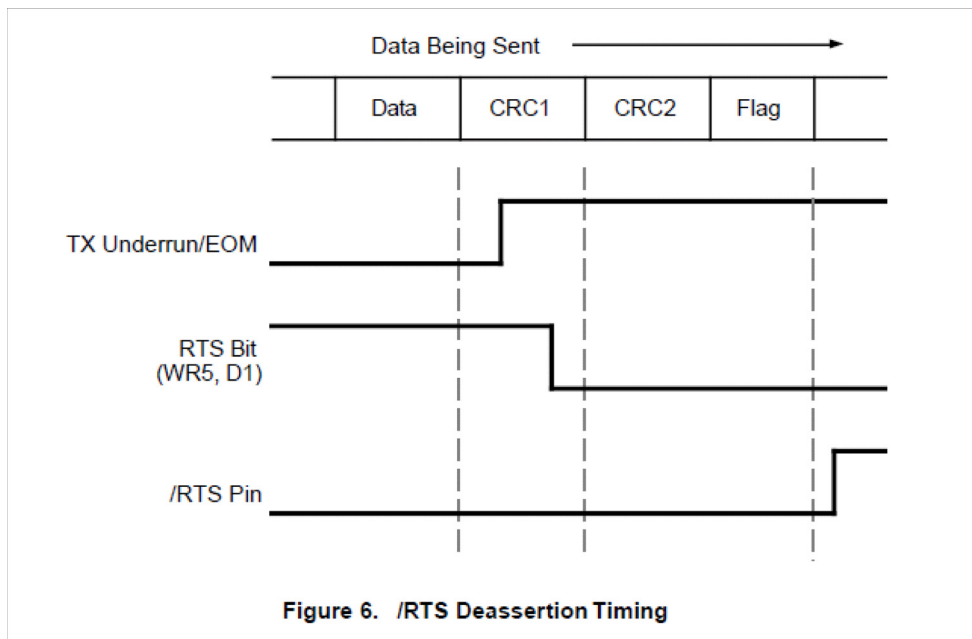 Data Being Sent
Data CRC1 CRC2 Flag
TX Underrun/EOM
RTS Bit
(WR5, D1)
/RTS Pin
Figure 6. /RTS Deassertion Timing